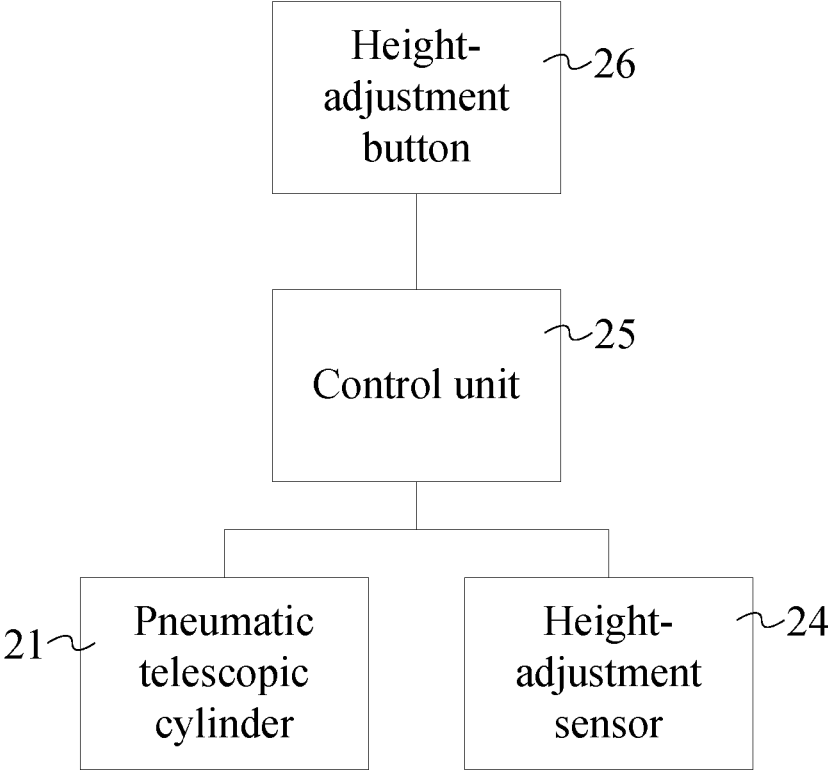 Height-
adjustment
button
26
Control unit
25
Pneumatic
telescopic
cylinder
21
Height-
adjustment
sensor
24